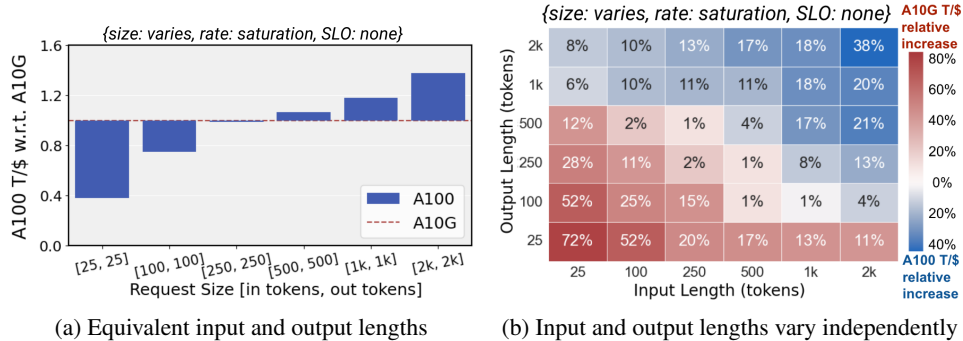 {size: varies, rate: saturation, SLO: none}
A100 T/$ w.r.t. A10G
1.6
1.2
0.8
0.4
0.0
A100
A10G
[25, 25]
[100, 100]
[250, 250]
[500, 500]
[1k, 1k]
[2k, 2k]
Request Size [in tokens, out tokens]
(a) Equivalent input and output lengths
{size: varies, rate: saturation, SLO: none}
Output Length (tokens)
2k 8% 10% 13% 17% 18% 38%
1k 6% 10% 11% 11% 18% 20%
500 12% 2% 1% 4% 17% 21%
250 28% 11% 2% 1% 8% 13%
100 52% 25% 15% 1% 1% 4%
25 72% 52% 20% 17% 13% 11%
25 100 250 500 1k 2k
Input Length (tokens)
A10G T/$
relative
increase
80%
60%
40%
20%
0%
20%
40%
A100 T/$
relative
increase
(b) Input and output lengths vary independently